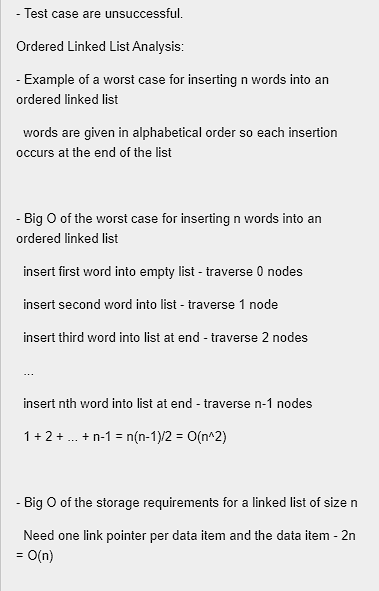 - Test case are unsuccessful.
Ordered Linked List Analysis:
- Example of a worst case for inserting n words into an
ordered linked list
words are given in alphabetical order so each insertion
occurs at the end of the list
- Big O of the worst case for inserting n words into an
ordered linked list
insert first word into empty list - traverse 0 nodes
insert second word into list - traverse 1 node
insert third word into list at end - traverse 2 nodes
...
insert nth word into list at end - traverse n-1 nodes
1 + 2 + ... + n-1 = n(n-1)/2 = O(n^2)
- Big O of the storage requirements for a linked list of size n
Need one link pointer per data item and the data item - 2n
= O(n)